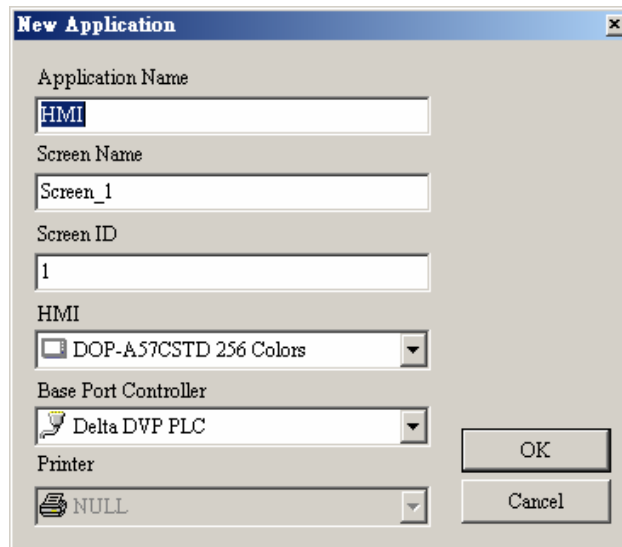 New Application
Application Name
HMI
Screen Name
Screen_1
Screen ID
1
HMI
DOP-A57CSTD 256 Colors
Base Port Controller
Delta DVP PLC
Printer
NULL
OK
Cancel